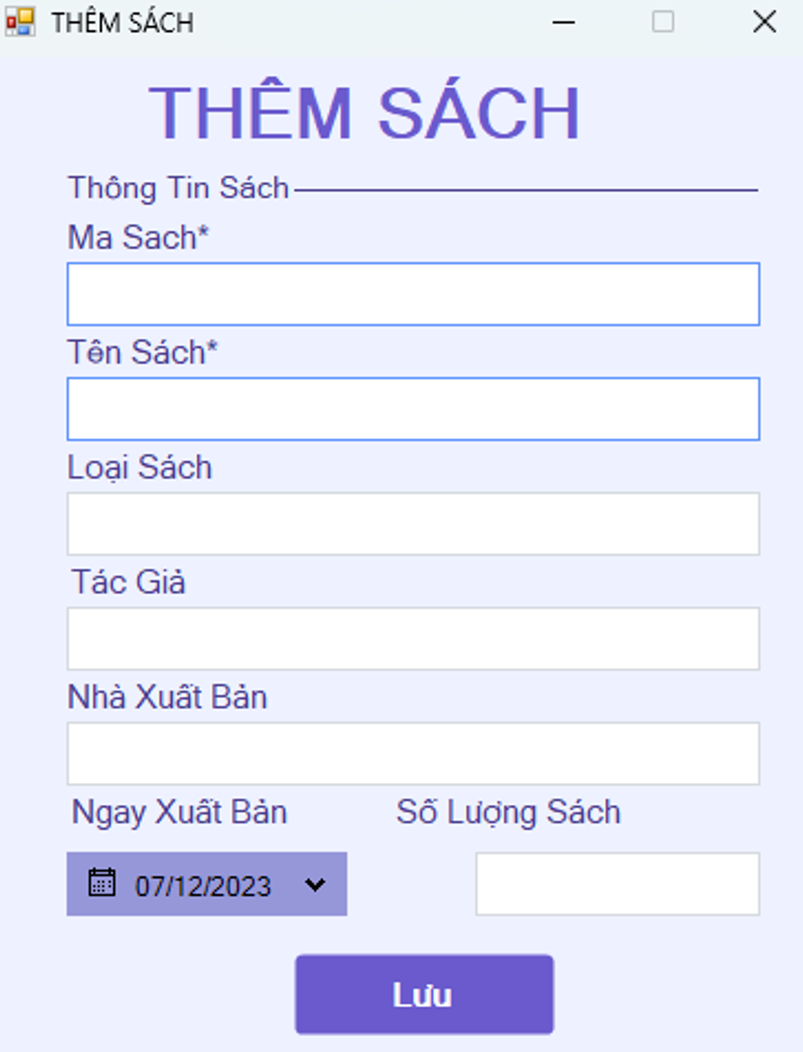 THÊM SÁCH
THÊM SÁCH
Thông Tin Sách
Ma Sach*
Tên Sách*
Loại Sách
Tác Giả
Nhà Xuất Bản
Ngay Xuất Bản Số Lượng Sách
07/12/2023
Lưu